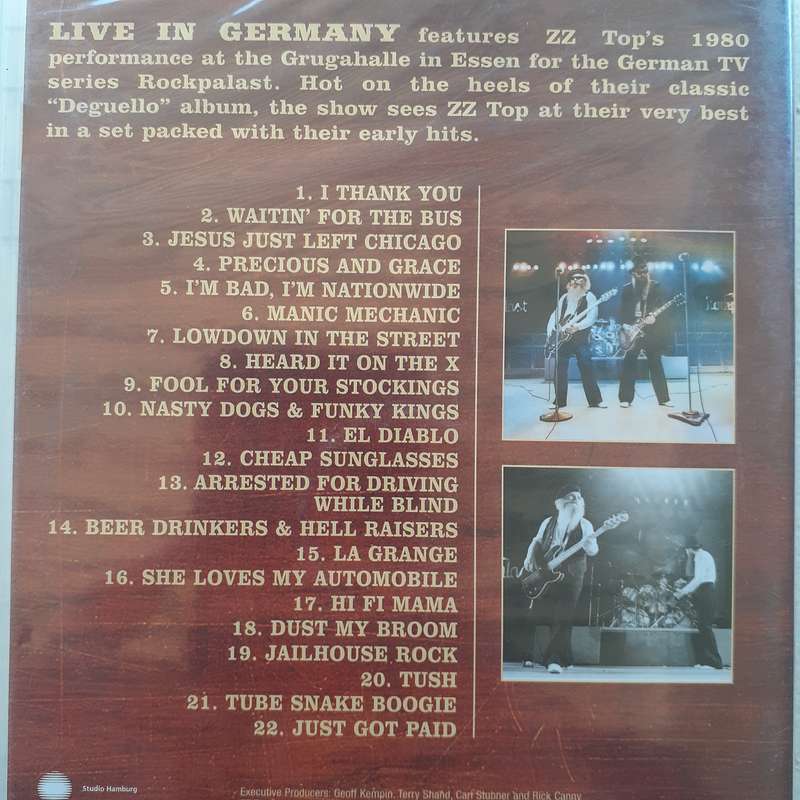 LIVE IN GERMANY features ZZ Top's 1980
performance at the Grugahalle in Essen for the German TV
series Rockpalast. Hot on the heels of their classic
"Deguello" album, the show sees ZZ Top at their very best
in a set packed with their early hits.
1. I THANK YOU
2. WAITIN' FOR THE BUS
3. JESUS JUST LEFT CHICAGO
4. PRECIOUS AND GRACE
5. I'M BAD, I'M NATIONWIDE
6. MANIC MECHANIC
7. LOWDOWN IN THE STREET
8. HEARD IT ON THE X
9. FOOL FOR YOUR STOCKINGS
10. NASTY DOGS & FUNKY KINGS
11. EL DIABLO
12. CHEAP SUNGLASSES
13. ARRESTED FOR DRIVING
WHILE BLIND
14. BEER DRINKERS & HELL RAISERS
15. LA GRANGE
16. SHE LOVES MY AUTOMOBILE
17. HI FI MAMA
18. DUST MY BROOM
19. JAILHOUSE ROCK
20. TUSH
21. TUBE SNAKE BOOGIE
22. JUST GOT PAID
Studio Hamburg
Executive Producers: Geoff Kempin, Terry Shand, Carl Stubner and Rick Canny